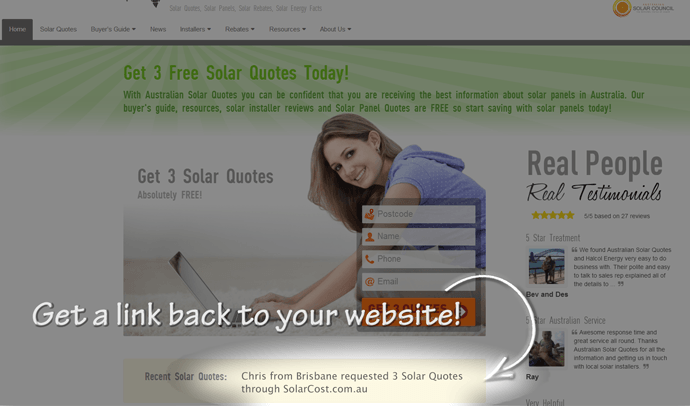 Solar Quotes, Solar Panels, Solar Rebates, Solar Energy Facts
SOLAR COUNCIL
Home Solar Quotes Buyer's Guide News Installers Rebates Resources About Us
Get 3 Free Solar Quotes Today!
With Australian Solar Quotes you can be confident that you are receiving the best information about solar panels in Australia. Our
buyer's guide, resources, solar installer reviews and Solar Panel Quotes are FREE so start saving with solar panels today!
Get 3 Solar Quotes
Absolutely FREE!
Postcode
Name
Phone
@ Email
GET 3 QUOTES
Real People
Real Testimonials
5/5 based on 27 reviews
5 Star Treatment
“ We found Australian Solar Quotes
and Halcol Energy very easy to do
business with. Their polite and easy
to talk to sales rep explained all of
the details to .. ”
Bev and Des
5 Star Australian Service
“ Awesome response time and
great service all round. Thanks
Australian Solar Quotes for all the
information and getting us in touch
with local solar installers. ”
Ray
Very Helpful
Get a link back to your website!
Recent Solar Quotes: Chris from Brisbane requested 3 Solar Quotes
through SolarCost.com.au